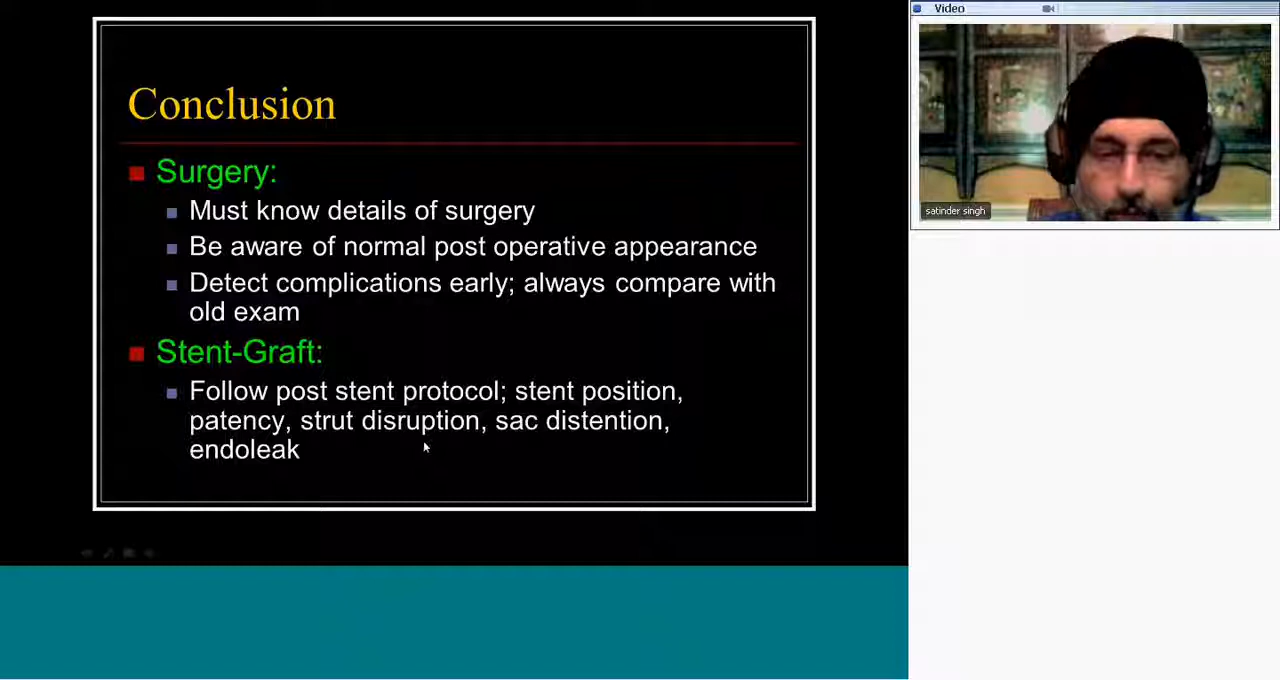 Conclusion
Surgery:
Must know details of surgery
Be aware of normal post operative appearance
Detect complications early; always compare with
old exam
Stent-Graft:
Follow post stent protocol; stent position,
patency, strut disruption, sac distention,
endoleak
Video
satinder singh